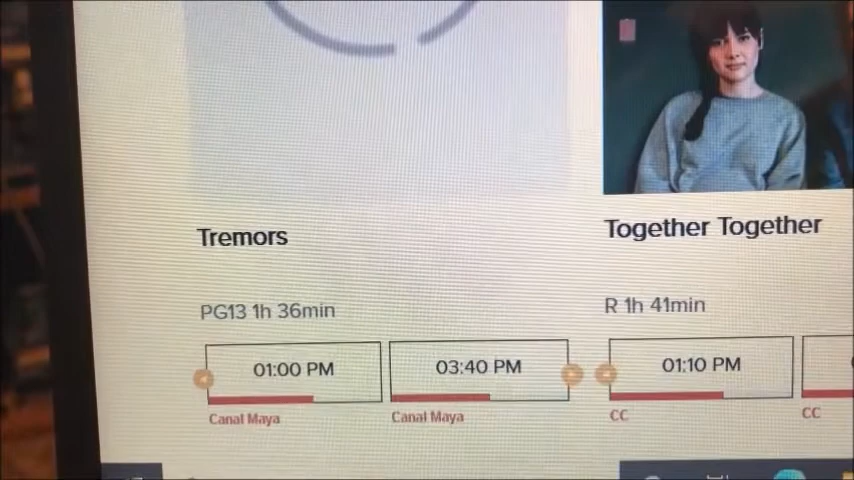 Tremors
Together Together
PG13 1h 36min
R 1h 41min
01:00 PM
03:40 PM
01:10 PM
Canal Maya
Canal Maya
CC
CC